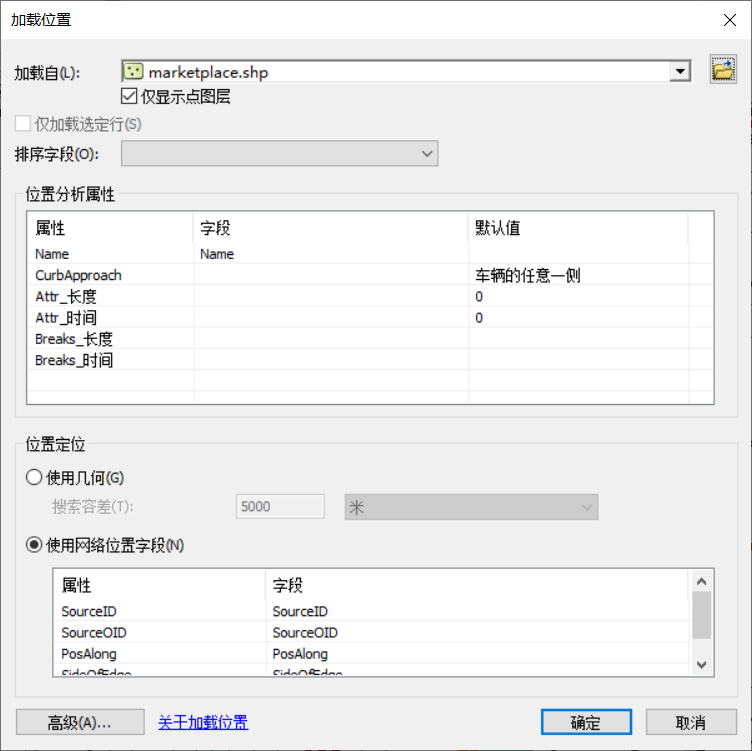 加载位置
加载自(L):
marketplace.shp
仅显示点图层
仅加载选定行(S)
排序字段(O):
位置分析属性
属性 字段 默认值
Name Name
CurbApproach 车辆的任意一侧
Attr_长度 0
Attr_时间 0
Breaks_长度
Breaks_时间
位置定位
使用几何(G)
搜索容差(T): 5000 米
使用网络位置字段(N)
属性 字段
SourceID SourceID
SourceOID SourceOID
PosAlong PosAlong
SideOfEdge SideOfEdge
高级(A)... 关于加载位置 确定 取消